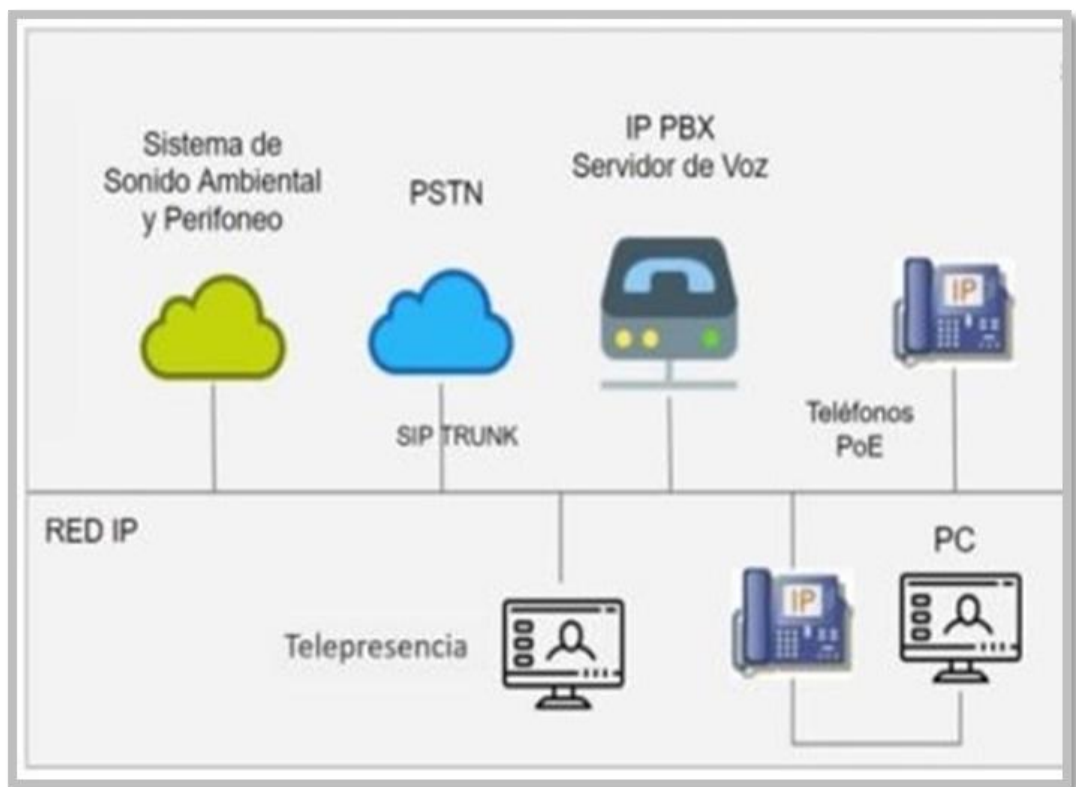 Sistema de
Sonido Ambiental
y Perifoneo
PSTN
IP PBX
Servidor de Voz
IP
SIP TRUNK
Teléfonos
PoE
RED IP
PC
Telepresencia
IP